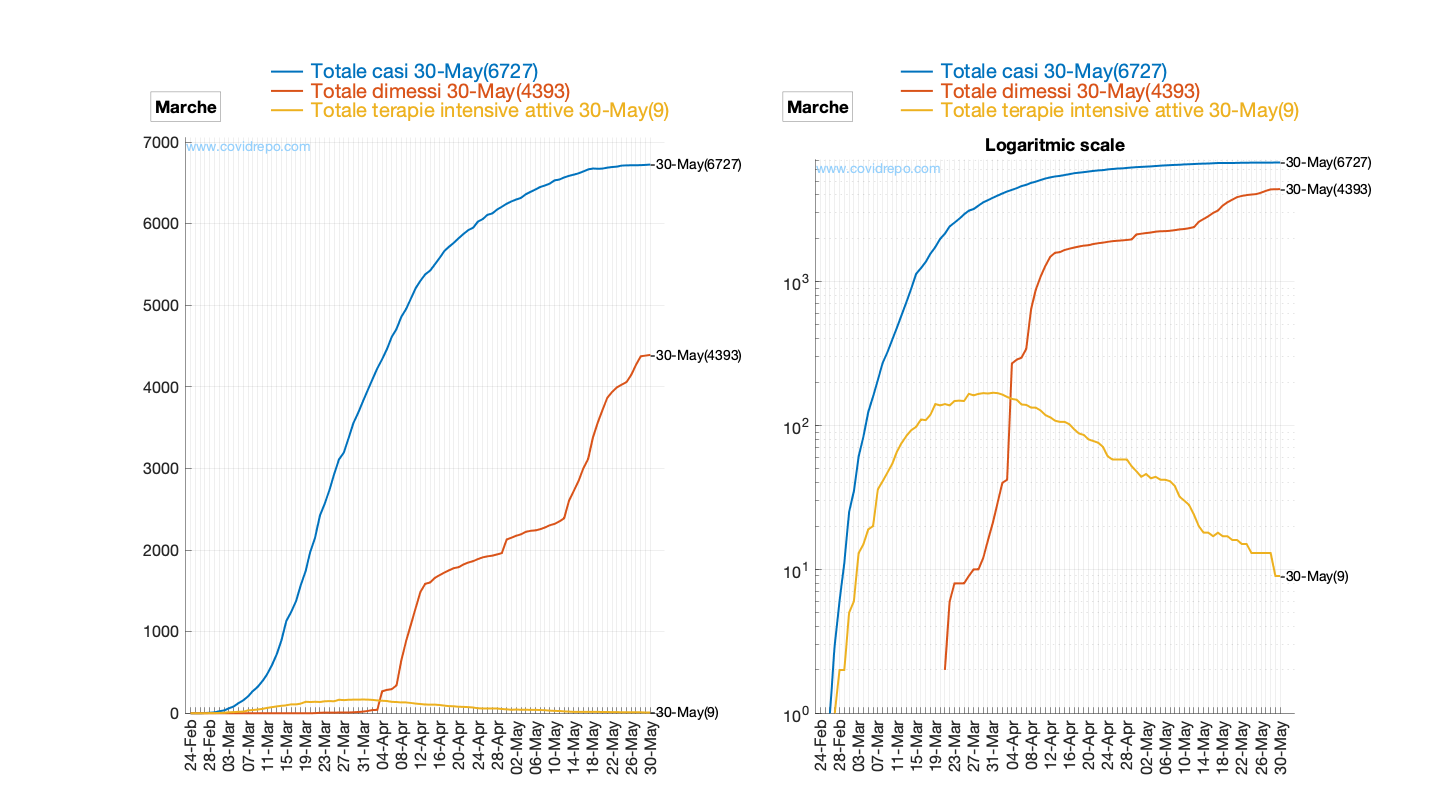 Totale casi 30-May(6727)
Totale dimessi 30-May(4393)
Totale terapie intensive attive 30-May(9)
Marche
www.covidrepo.com
7000
6000
5000
4000
3000
2000
1000
0
30-May(6727)
30-May(4393)
30-May(9)
24-Feb
28-Feb
03-Mar
07-Mar
11-Mar
15-Mar
19-Mar
23-Mar
27-Mar
31-Mar
04-Apr
08-Apr
12-Apr
16-Apr
20-Apr
24-Apr
28-Apr
02-May
06-May
10-May
14-May
18-May
22-May
26-May
30-May
Totale casi 30-May(6727)
Totale dimessi 30-May(4393)
Totale terapie intensive attive 30-May(9)
Marche
Logaritmic scale
www.covidrepo.com
10³
10²
10¹
10⁰
30-May(6727)
30-May(4393)
30-May(9)
24-Feb
28-Feb
03-Mar
07-Mar
11-Mar
15-Mar
19-Mar
23-Mar
27-Mar
31-Mar
04-Apr
08-Apr
12-Apr
16-Apr
20-Apr
24-Apr
28-Apr
02-May
06-May
10-May
14-May
18-May
22-May
26-May
30-May